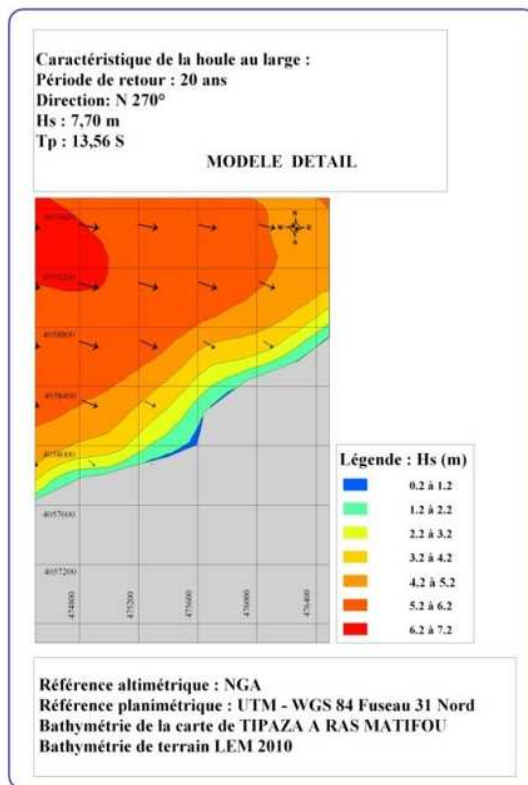 Caractéristique de la houle au large :
Période de retour : 20 ans
Direction: N 270°
Hs : 7,70 m
Tp : 13,56 S
MODELE DETAIL
N
W E
S
4059200
4058800
4058400
4058000
4057600
4057200
474800
475200
475600
476000
476400
Légende : Hs (m)
0.2 à 1.2
1.2 à 2.2
2.2 à 3.2
3.2 à 4.2
4.2 à 5.2
5.2 à 6.2
6.2 à 7.2
Référence altimétrique : NGA
Référence planimétrique : UTM - WGS 84 Fuseau 31 Nord
Bathymétrie de la carte de TIPAZA A RAS MATIFOU
Bathymétrie de terrain LEM 2010